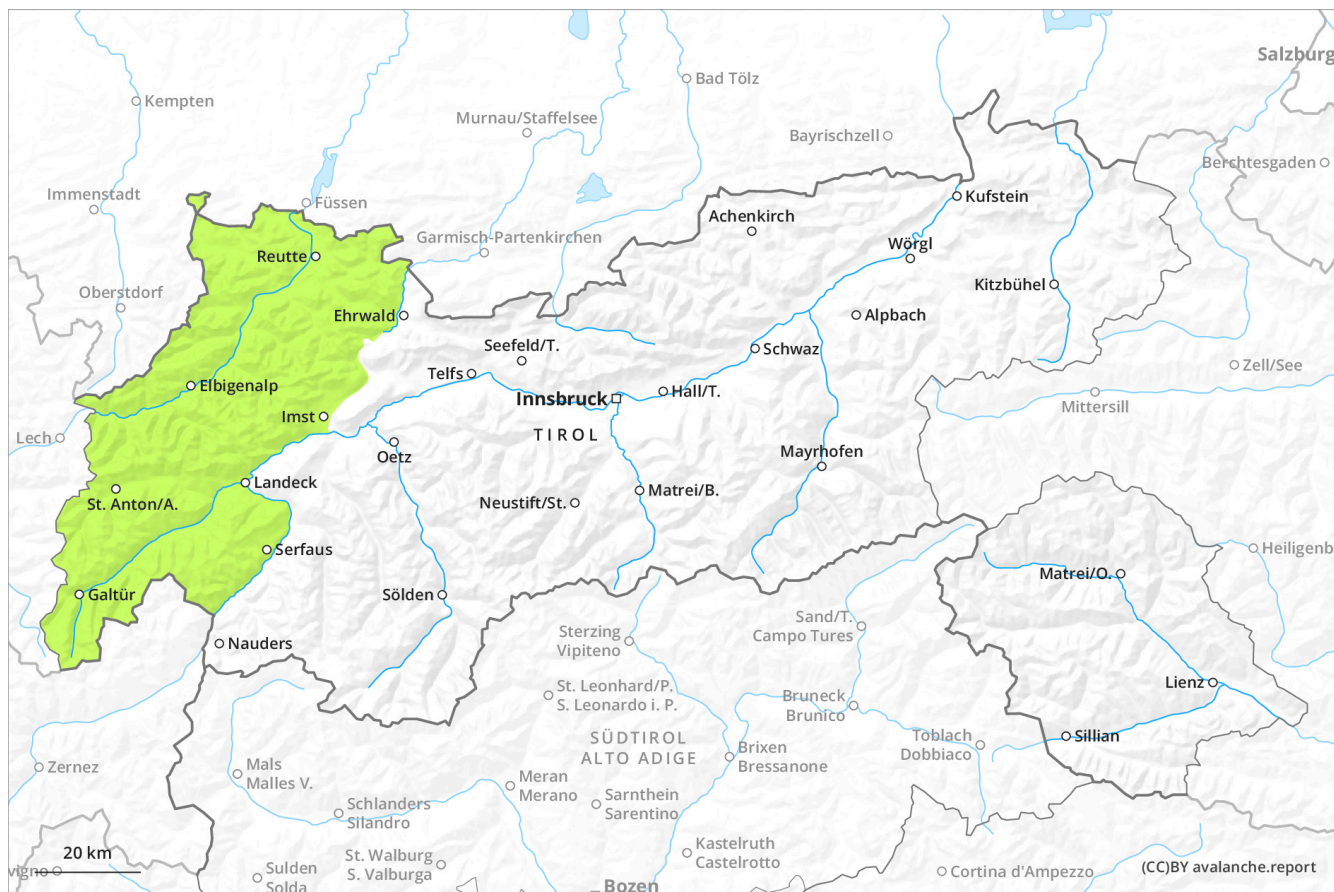 Salzburg
Bad Tölz
Kempten
Murnau/Staffelsee
Bayrischzell
Berchtesgaden
Immenstadt
Füssen
Kufstein
Achenkirch
Garmisch-Partenkirchen
Wörgl
Reutte
Kitzbühel
Oberstdorf
Ehrwald
Alpbach
Seefeld/T.
Schwaz
Zell/See
Telfs
Elbigenalp
Hall/T.
Innsbruck
Mittersill
Imst
TIROL
Lech
Oetz
Mayrhofen
Landeck
Matrei/B.
St. Anton/A.
Neustift/St.
Serfaus
Heiligenb
Matrei/O.
Galtür
Sölden
Sand/T.
Campo Tures
Nauders
Sterzing
Vipiteno
Lienz
St. Leonhard/P.
S. Leonardo i. P.
Bruneck
Brunico
Sillian
SÜDTIROL
ALTO ADIGE
Toblach
Dobbiaco
Brixen
Bressanone
Zernez
Mals
Malles V.
Meran
Merano
Sarnthein
Sarentino
Schlanders
Silandro
Kastelruth
Castelrotto
20 km
vigno
St. Walburg
S. Valburga
Sulden
Solda
Cortina d'Ampezzo
(CC)BY avalanche.report
Bozen